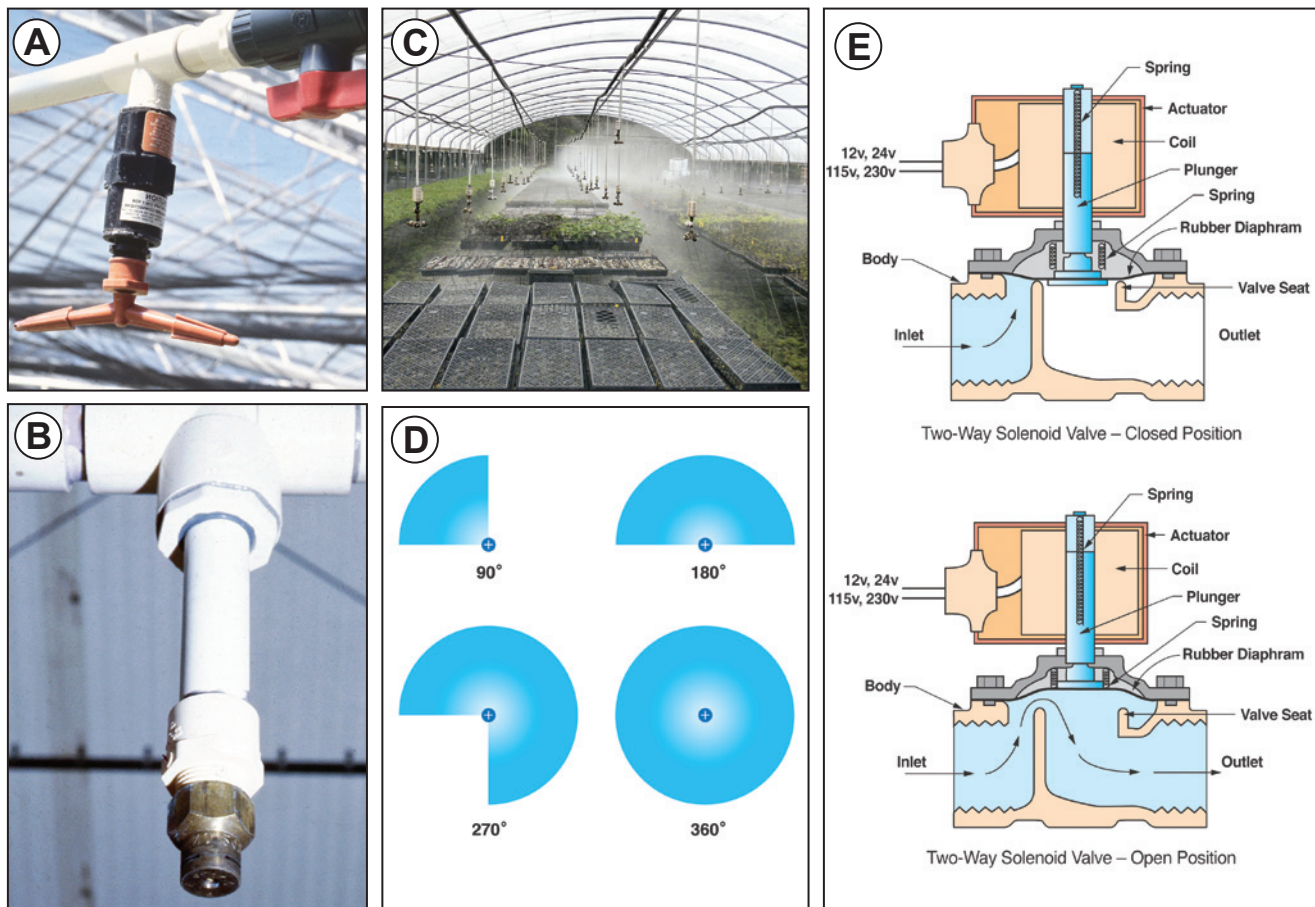 A
B
C
D
90°
180°
270°
360°
E
Spring
Actuator
Coil
12v, 24v
115v, 230v
Plunger
Spring
Rubber Diaphram
Body
Valve Seat
Inlet
Outlet
Two-Way Solenoid Valve – Closed Position
Spring
Actuator
Coil
12v, 24v
115v, 230v
Plunger
Spring
Rubber Diaphram
Body
Valve Seat
Inlet
Outlet
Two-Way Solenoid Valve – Open Position